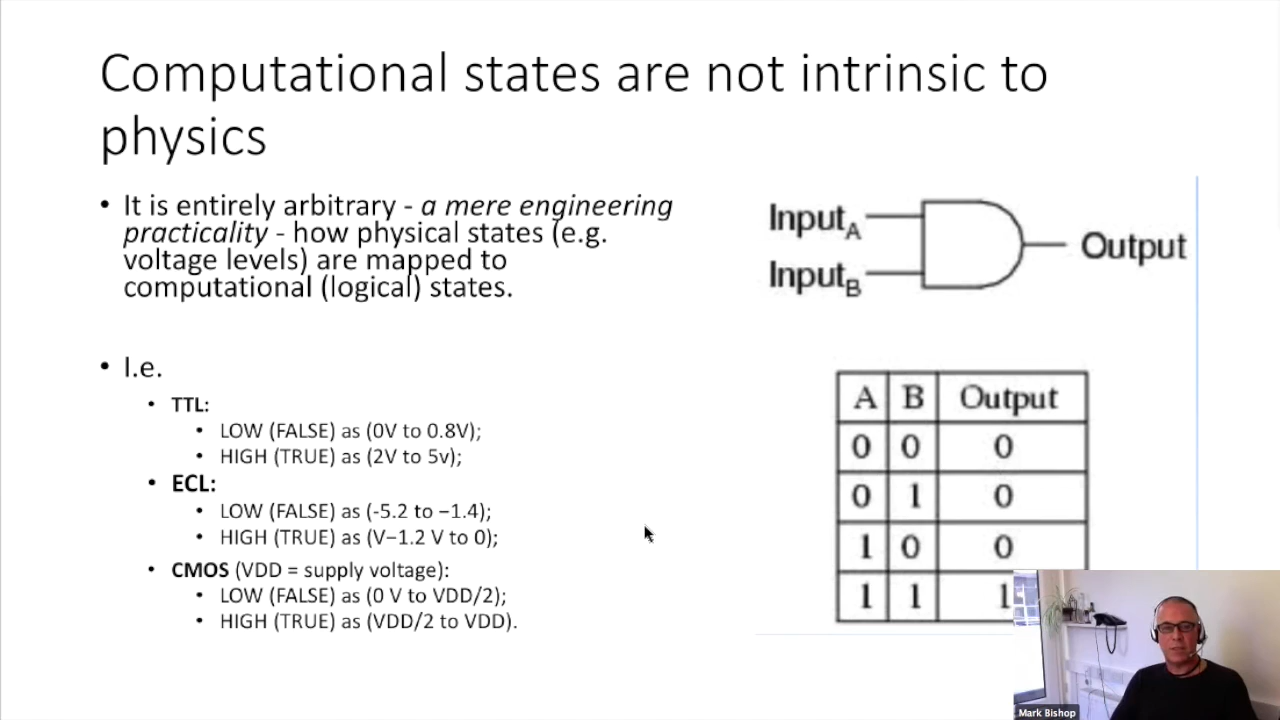 Computational states are not intrinsic to
physics
• It is entirely arbitrary - a mere engineering
practicality - how physical states (e.g.
voltage levels) are mapped to
computational (logical) states.
• I.e.
• TTL:
• LOW (FALSE) as (0V to 0.8V);
• HIGH (TRUE) as (2V to 5v);
• ECL:
• LOW (FALSE) as (-5.2 to –1.4);
• HIGH (TRUE) as (V–1.2 V to 0);
• CMOS (VDD = supply voltage):
• LOW (FALSE) as (0 V to VDD/2);
• HIGH (TRUE) as (VDD/2 to VDD).
InputA
InputB
Output
A B Output
0 0 0
0 1 0
1 0 0
1 1 1
Mark Bishop